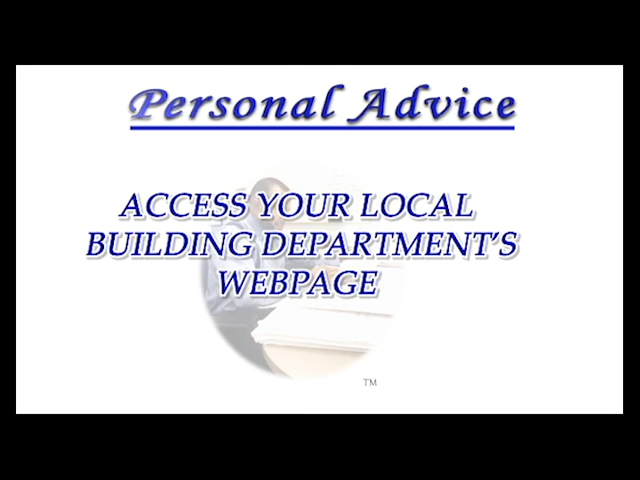 Personal Advice
ACCESS YOUR LOCAL
BUILDING DEPARTMENT'S
WEBPAGE
TM